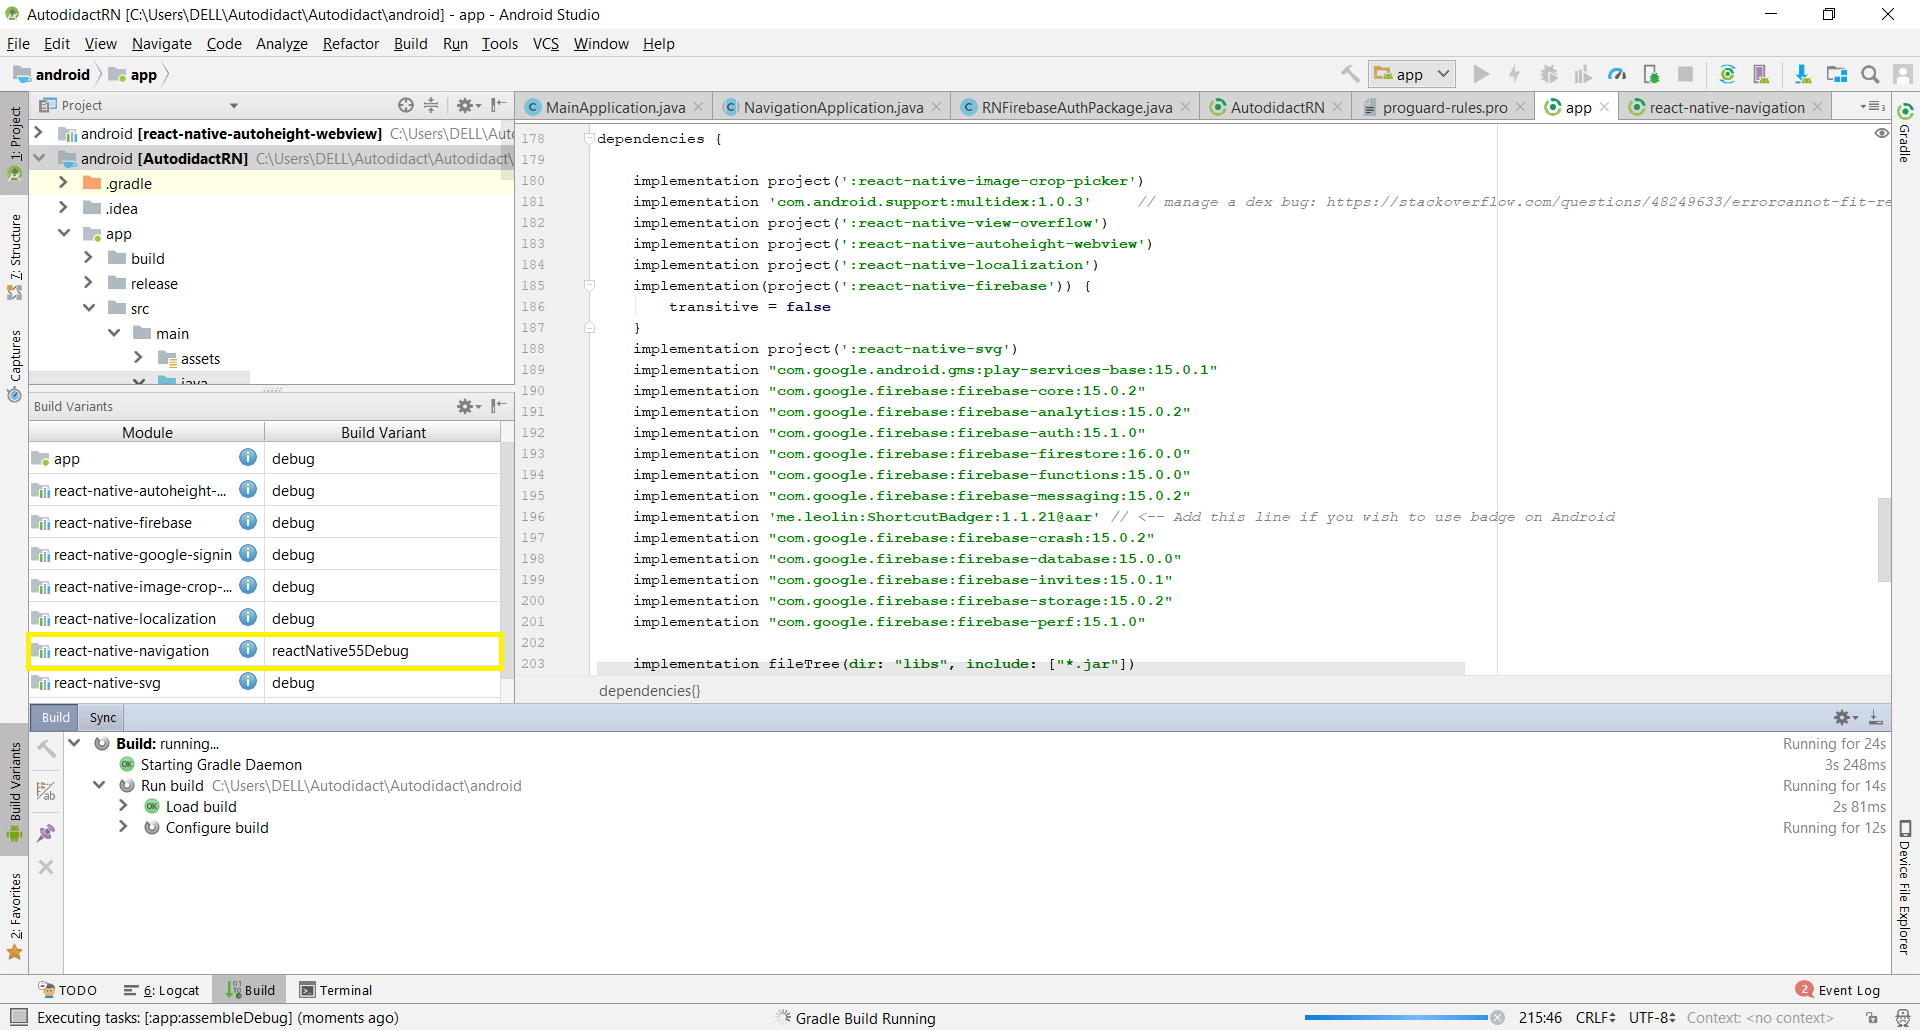 AutodidactRN [C:\Users\DELL\Autodidact\Autodidact\android] - app - Android Studio
File Edit View Navigate Code Analyze Refactor Build Run Tools VCS Window Help
android app
app
Project
MainApplication.java NavigationApplication.java RNFirebaseAuthPackage.java AutodidactRN proguard-rules.pro app react-native-navigation
1: Project
7: Structure
Captures
Build Variants
2: Favorites
android [react-native-autoheight-webview] C:\Users\DELL\Auto
android [AutodidactRN] C:\Users\DELL\Autodidact\Autodidact\
.gradle
.idea
app
build
release
src
main
assets
java
Build Variants
Module Build Variant
app debug
react-native-autoheight-... debug
react-native-firebase debug
react-native-google-signin debug
react-native-image-crop-... debug
react-native-localization debug
react-native-navigation reactNative55Debug
react-native-svg debug
178 dependencies {
179
180 implementation project(':react-native-image-crop-picker')
181 implementation 'com.android.support:multidex:1.0.3' // manage a dex bug: https://stackoverflow.com/questions/48249633/errorcannot-fit-re
182 implementation project(':react-native-view-overflow')
183 implementation project(':react-native-autoheight-webview')
184 implementation project(':react-native-localization')
185 implementation(project(':react-native-firebase')) {
186 transitive = false
187 }
188 implementation project(':react-native-svg')
189 implementation "com.google.android.gms:play-services-base:15.0.1"
190 implementation "com.google.firebase:firebase-core:15.0.2"
191 implementation "com.google.firebase:firebase-analytics:15.0.2"
192 implementation "com.google.firebase:firebase-auth:15.1.0"
193 implementation "com.google.firebase:firebase-firestore:16.0.0"
194 implementation "com.google.firebase:firebase-functions:15.0.0"
195 implementation "com.google.firebase:firebase-messaging:15.0.2"
196 implementation 'me.leolin:ShortcutBadger:1.1.21@aar' // <-- Add this line if you wish to use badge on Android
197 implementation "com.google.firebase:firebase-crash:15.0.2"
198 implementation "com.google.firebase:firebase-database:15.0.0"
199 implementation "com.google.firebase:firebase-invites:15.0.1"
200 implementation "com.google.firebase:firebase-storage:15.0.2"
201 implementation "com.google.firebase:firebase-perf:15.1.0"
202
203 implementation fileTree(dir: "libs", include: ["*.jar"])
dependencies{}
Gradle
Device File Explorer
Build Sync
Build: running... Running for 24s
Starting Gradle Daemon 3s 248ms
Run build C:\Users\DELL\Autodidact\Autodidact\android Running for 14s
Load build 2s 81ms
Configure build Running for 12s
TODO 6: Logcat Build Terminal 2 Event Log
Executing tasks: [:app:assembleDebug] (moments ago) Gradle Build Running 215:46 CRLF UTF-8 Context: <no context>